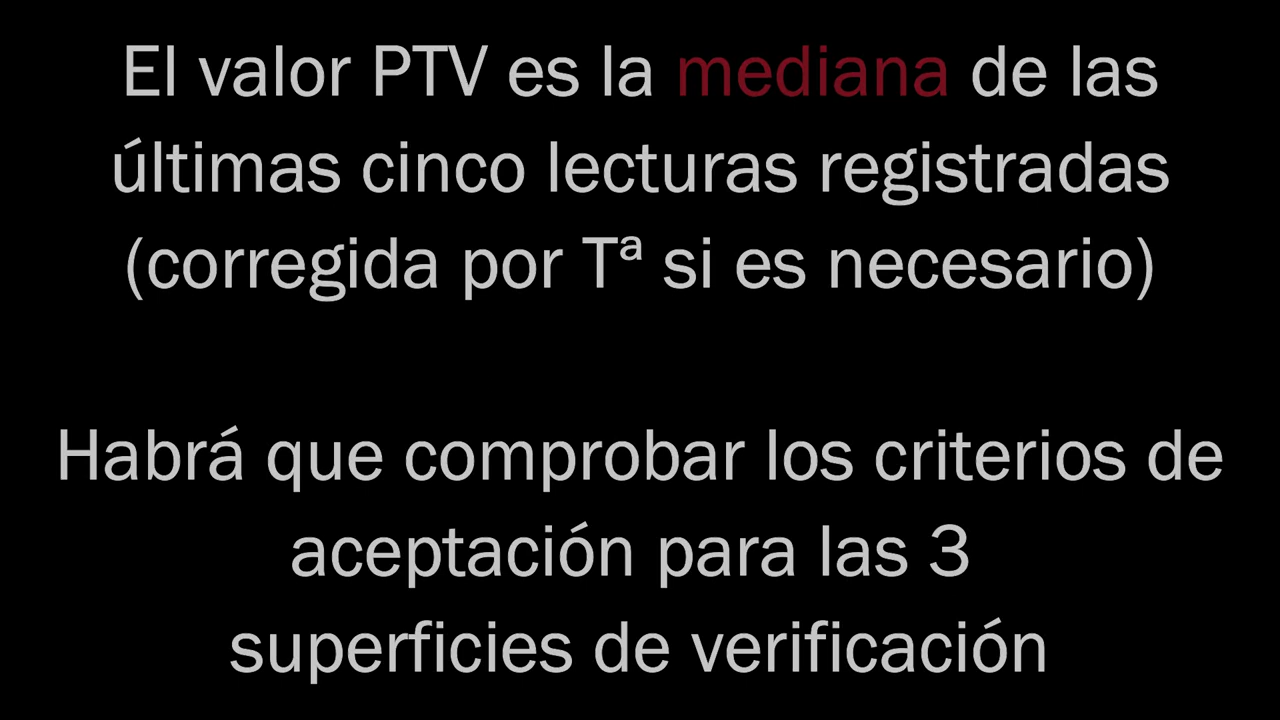 El valor PTV es la mediana de las
últimas cinco lecturas registradas
(corregida por Tª si es necesario)
Habrá que comprobar los criterios de
aceptación para las 3
superficies de verificación